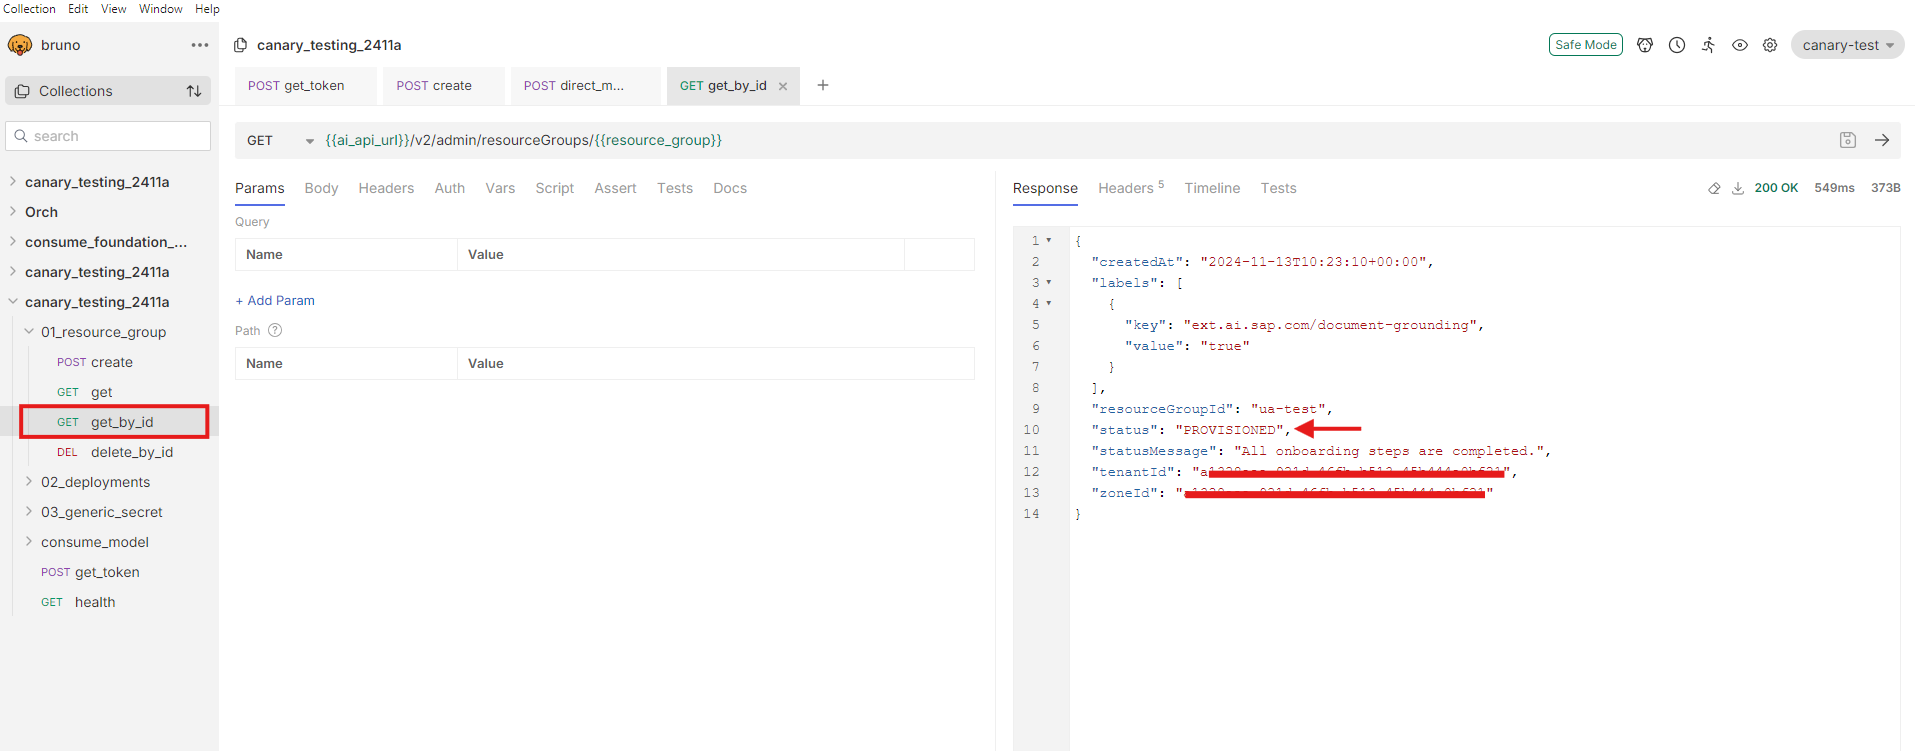 Collection Edit View Window Help
bruno
Collections
search
canary_testing_2411a
Orch
consume_foundation_...
canary_testing_2411a
canary_testing_2411a
01_resource_group
POST create
GET get
GET get_by_id
DEL delete_by_id
02_deployments
03_generic_secret
consume_model
POST get_token
GET health
canary_testing_2411a
Safe Mode
canary-test
POST get_token
POST create
POST direct_m...
GET get_by_id
GET {{ai_api_url}}/v2/admin/resourceGroups/{{resource_group}}
Params Body Headers Auth Vars Script Assert Tests Docs
Query
Name Value
+ Add Param
Path ?
Name Value
Response Headers 5 Timeline Tests
200 OK 549ms 373B
1 {
2 "createdAt": "2024-11-13T10:23:10+00:00",
3 "labels": [
4 {
5 "key": "ext.ai.sap.com/document-grounding",
6 "value": "true"
7 }
8 ],
9 "resourceGroupId": "ua-test",
10 "status": "PROVISIONED",
11 "statusMessage": "All onboarding steps are completed.",
12 "tenantId": "
13 "zoneId": "
14 }